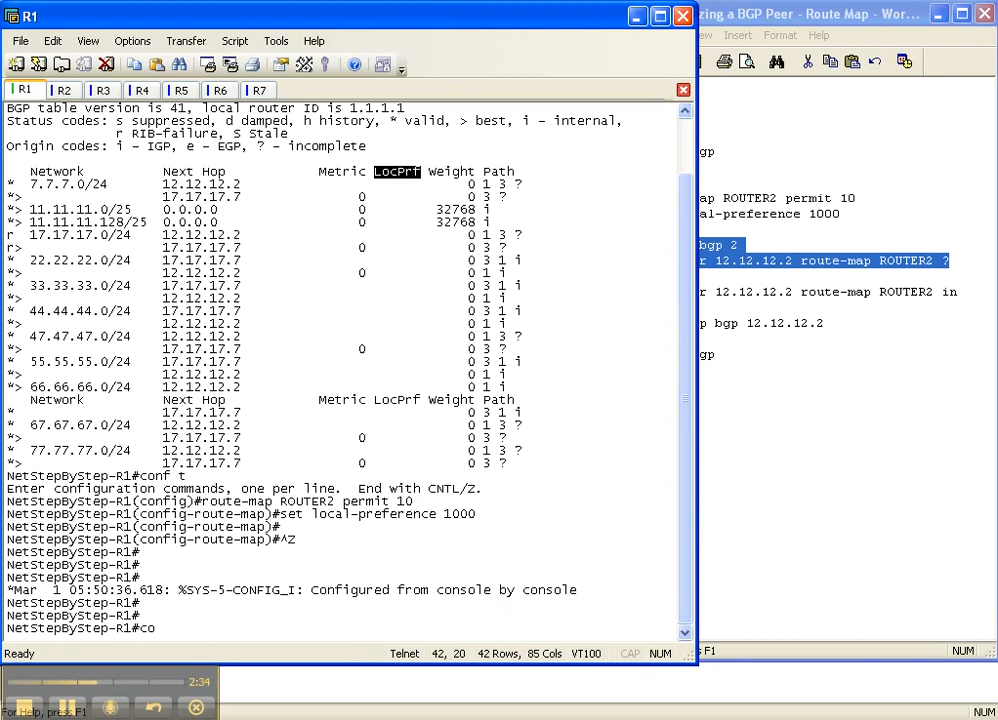 R1
File Edit View Options Transfer Script Tools Help
R1 R2 R3 R4 R5 R6 R7
BGP table version is 41, local router ID is 1.1.1.1
Status codes: s suppressed, d damped, h history, * valid, > best, i - internal,
r RIB-failure, S Stale
Origin codes: i - IGP, e - EGP, ? - incomplete
Network Next Hop Metric LocPrf Weight Path
* 7.7.7.0/24 12.12.12.2 0 1 3 ?
*> 17.17.17.7 0 0 3 ?
*> 11.11.11.0/25 0.0.0.0 0 32768 i
*> 11.11.11.128/25 0.0.0.0 0 32768 i
r 17.17.17.0/24 12.12.12.2 0 1 3 ?
r> 17.17.17.7 0 0 3 ?
* 22.22.22.0/24 17.17.17.7 0 3 1 i
*> 12.12.12.2 0 0 1 i
* 33.33.33.0/24 17.17.17.7 0 3 1 i
*> 12.12.12.2 0 1 i
* 44.44.44.0/24 17.17.17.7 0 3 1 i
*> 12.12.12.2 0 1 i
* 47.47.47.0/24 12.12.12.2 0 1 3 ?
*> 17.17.17.7 0 0 3 ?
* 55.55.55.0/24 17.17.17.7 0 3 1 i
*> 12.12.12.2 0 1 i
*> 66.66.66.0/24 12.12.12.2 0 1 i
Network Next Hop Metric LocPrf Weight Path
* 17.17.17.7 0 3 1 i
* 67.67.67.0/24 12.12.12.2 0 1 3 ?
*> 17.17.17.7 0 0 3 ?
* 77.77.77.0/24 12.12.12.2 0 1 3 ?
*> 17.17.17.7 0 0 3 ?
NetStepByStep-R1#conf t
Enter configuration commands, one per line. End with CNTL/Z.
NetStepByStep-R1(config)#route-map ROUTER2 permit 10
NetStepByStep-R1(config-route-map)#set local-preference 1000
NetStepByStep-R1(config-route-map)#
NetStepByStep-R1(config-route-map)#^Z
NetStepByStep-R1#
NetStepByStep-R1#
NetStepByStep-R1#
*Mar 1 05:50:36.618: %SYS-5-CONFIG_I: Configured from console by console
NetStepByStep-R1#
NetStepByStep-R1#
NetStepByStep-R1#co
Ready Telnet 42, 20 42 Rows, 85 Cols VT100 CAP NUM
zing a BGP Peer - Route Map - Wor...
ew Insert Format Help
gp
ap ROUTER2 permit 10
cal-preference 1000
bgp 2
r 12.12.12.2 route-map ROUTER2 ?
r 12.12.12.2 route-map ROUTER2 in
p bgp 12.12.12.2
gp
F1 NUM
2:34
For Help, press F1 NUM